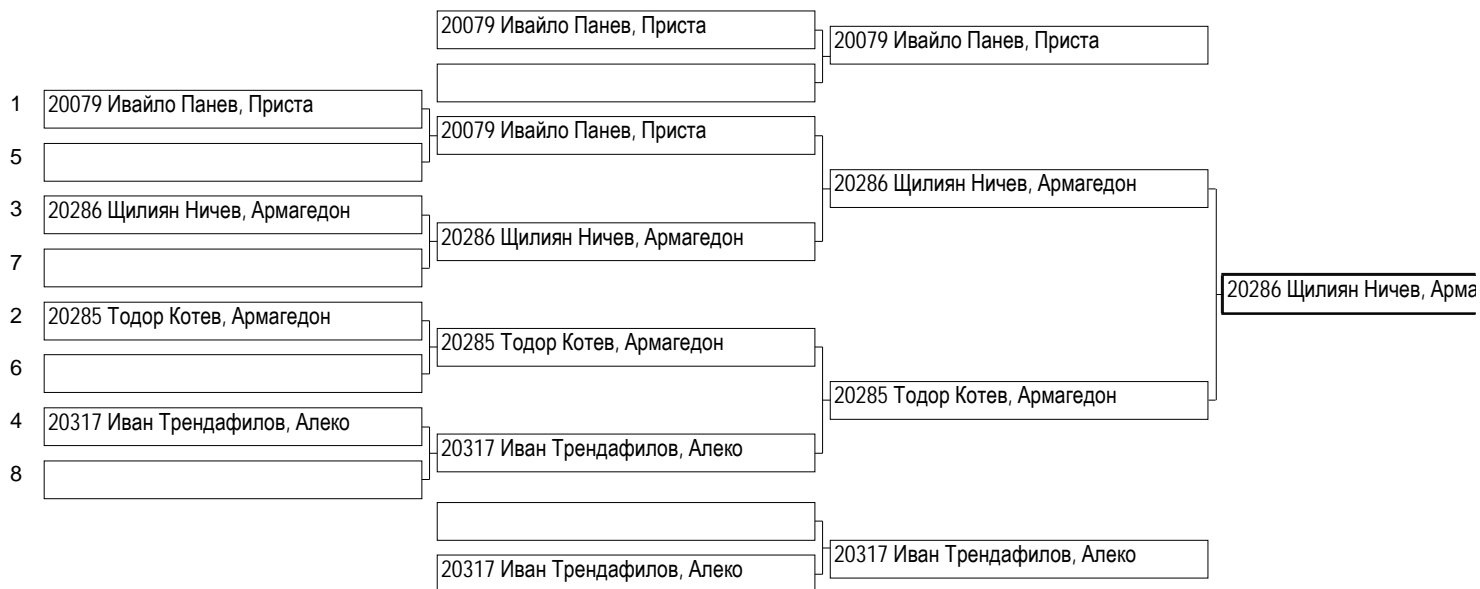 20079 Ивайло Панев, Приста
20079 Ивайло Панев, Приста
1 20079 Ивайло Панев, Приста
20079 Ивайло Панев, Приста
5
20286 Щилиян Ничев, Армагедон
3 20286 Щилиян Ничев, Армагедон
20286 Щилиян Ничев, Армагедон
7
20286 Щилиян Ничев, Арма
2 20285 Тодор Котев, Армагедон
20285 Тодор Котев, Армагедон
6
20285 Тодор Котев, Армагедон
4 20317 Иван Трендафилов, Алеко
20317 Иван Трендафилов, Алеко
8
20317 Иван Трендафилов, Алеко
20317 Иван Трендафилов, Алеко